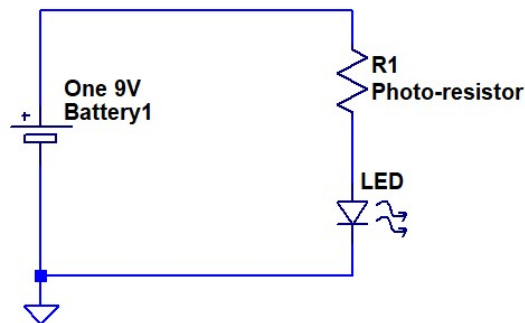 One 9V
Battery1
R1
Photo-resistor
LED
+